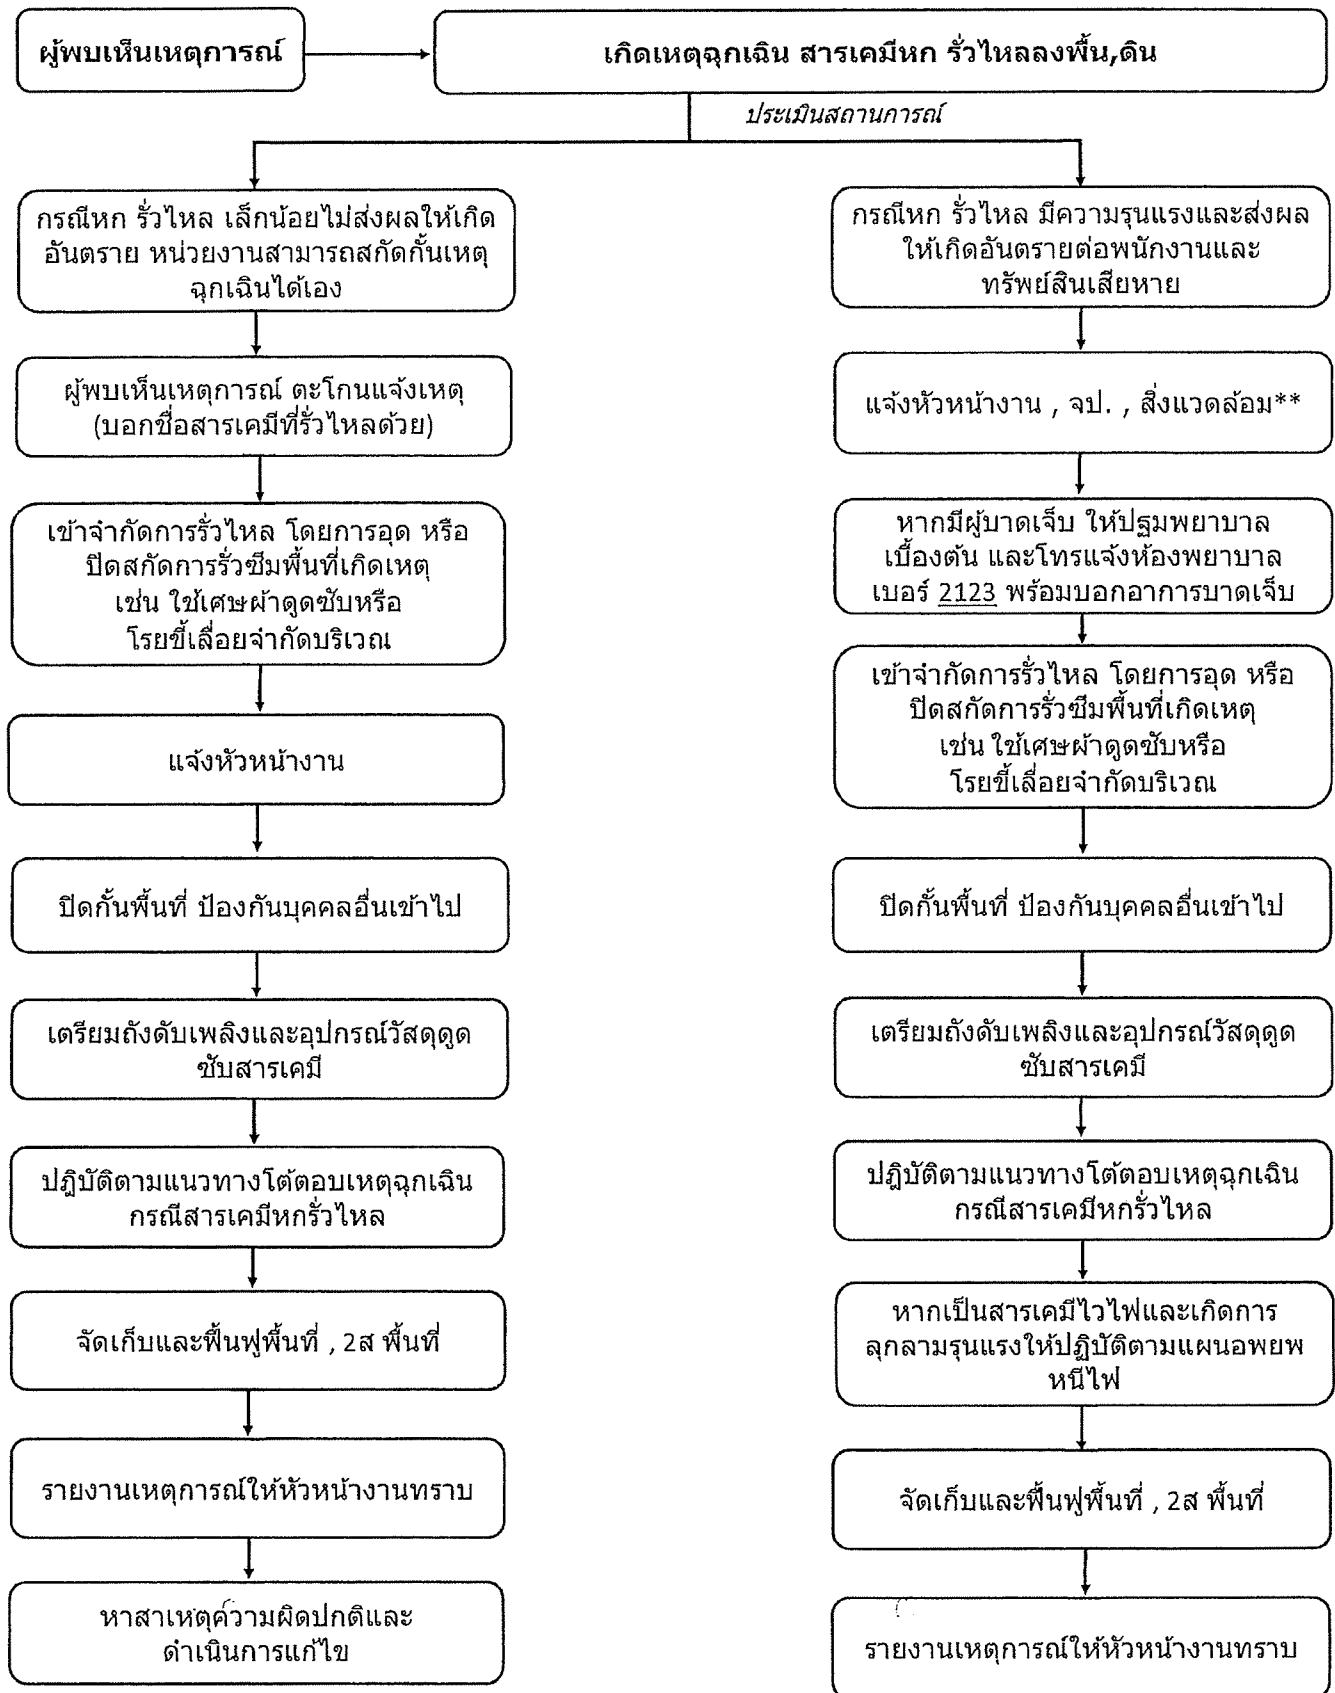 ผู้พบเห็นเหตุการณ์
เกิดเหตุฉุกเฉิน สารเคมีหก รั่วไหลลงพื้น,ดิน
ประเมินสถานการณ์
กรณีหก รั่วไหล เล็กน้อยไม่ส่งผลให้เกิด
อันตราย หน่วยงานสามารถสกัดกั้นเหตุ
ฉุกเฉินได้เอง
ผู้พบเห็นเหตุการณ์ ตะโกนแจ้งเหตุ
(บอกชื่อสารเคมีที่รั่วไหลด้วย)
เข้าจำกัดการรั่วไหล โดยการอุด หรือ
ปิดสกัดการรั่วซึมพื้นที่เกิดเหตุ
เช่น ใช้เศษผ้าดูดซับหรือ
โรยขี้เลื่อยจำกัดบริเวณ
แจ้งหัวหน้างาน
ปิดกั้นพื้นที่ ป้องกันบุคคลอื่นเข้าไป
เตรียมถังดับเพลิงและอุปกรณ์วัสดุดูด
ซับสารเคมี
ปฎิบัติตามแนวทางโต้ตอบเหตุฉุกเฉิน
กรณีสารเคมีหกรั่วไหล
จัดเก็บและฟื้นฟูพื้นที่ , 2ส พื้นที่
รายงานเหตุการณ์ให้หัวหน้างานทราบ
หาสาเหตุความผิดปกติและ
ดำเนินการแก้ไข
กรณีหก รั่วไหล มีความรุนแรงและส่งผล
ให้เกิดอันตรายต่อพนักงานและ
ทรัพย์สินเสียหาย
แจ้งหัวหน้างาน , จป. , สิ่งแวดล้อม**
หากมีผู้บาดเจ็บ ให้ปฐมพยาบาล
เบื้องต้น และโทรแจ้งห้องพยาบาล
เบอร์ 2123 พร้อมบอกอาการบาดเจ็บ
เข้าจำกัดการรั่วไหล โดยการอุด หรือ
ปิดสกัดการรั่วซึมพื้นที่เกิดเหตุ
เช่น ใช้เศษผ้าดูดซับหรือ
โรยขี้เลื่อยจำกัดบริเวณ
ปิดกั้นพื้นที่ ป้องกันบุคคลอื่นเข้าไป
เตรียมถังดับเพลิงและอุปกรณ์วัสดุดูด
ซับสารเคมี
ปฎิบัติตามแนวทางโต้ตอบเหตุฉุกเฉิน
กรณีสารเคมีหกรั่วไหล
หากเป็นสารเคมีไวไฟและเกิดการ
ลุกลามรุนแรงให้ปฏิบัติตามแผนอพยพ
หนีไฟ
จัดเก็บและฟื้นฟูพื้นที่ , 2ส พื้นที่
รายงานเหตุการณ์ให้หัวหน้างานทราบ